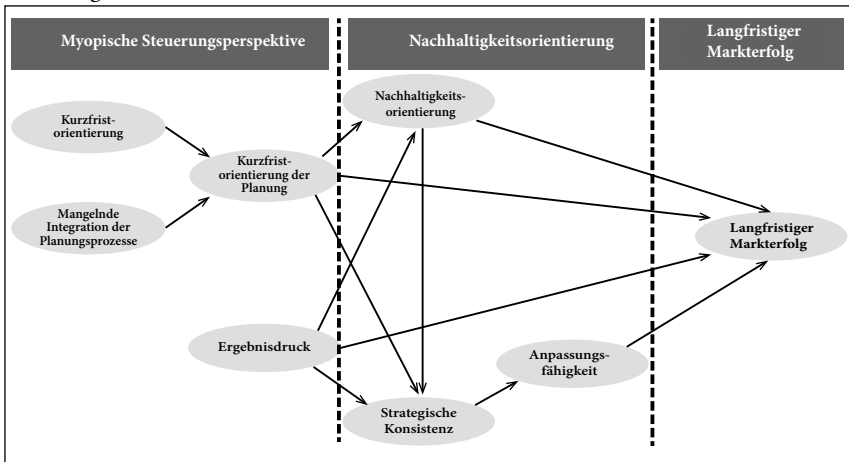 Myopische Steuerungsperspektive
Nachhaltigkeitsorientierung
Langfristiger
Markterfolg
Nachhaltigkeits-
orientierung
Kurzfrist-
orientierung
Kurzfrist-
orientierung der
Planung
Mangelnde
Integration der
Planungsprozesse
Langfristiger
Markterfolg
Ergebnisdruck
Anpassungs-
fähigkeit
Strategische
Konsistenz